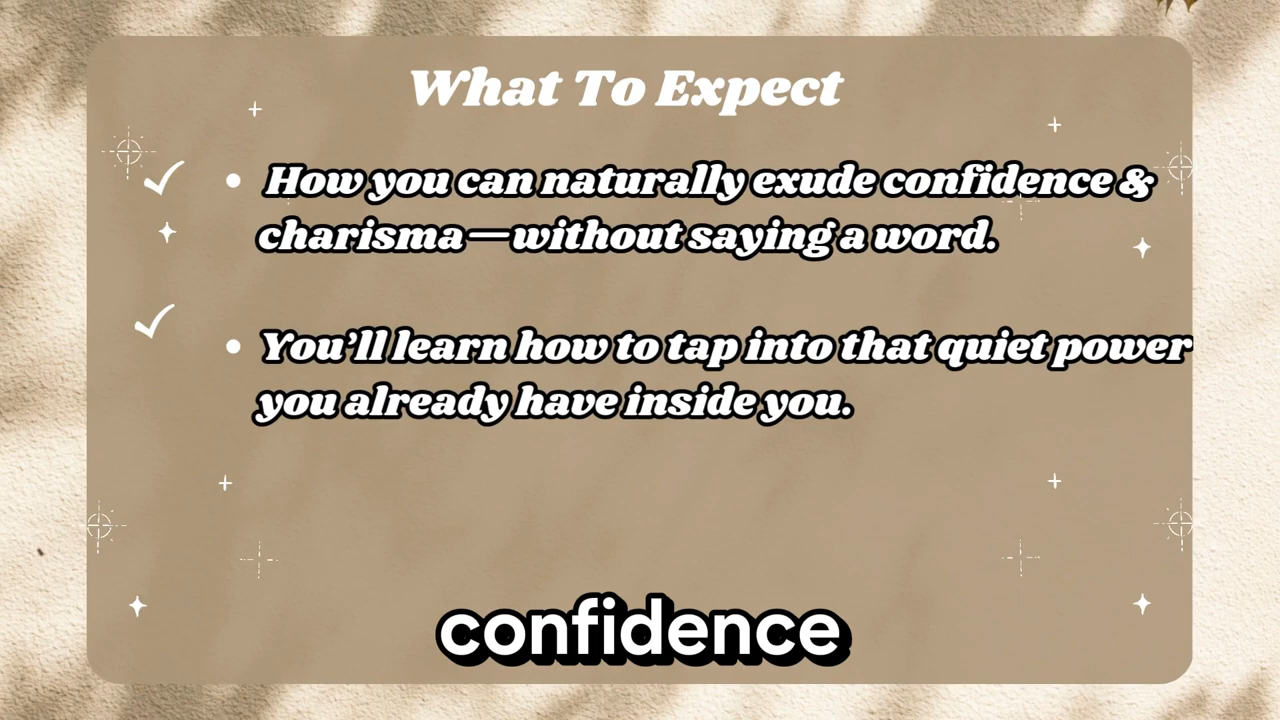 What To Expect
• How you can naturally exude confidence &
charisma—without saying a word.
• You’ll learn how to tap into that quiet power
you already have inside you.
confidence